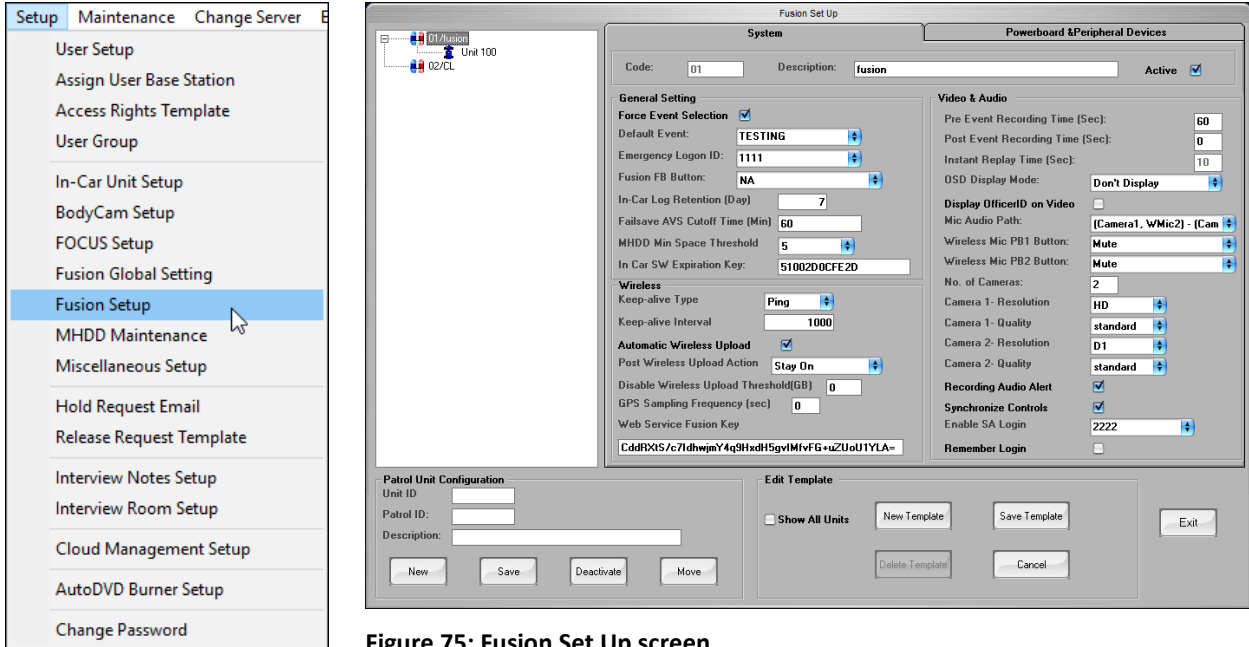 Setup Maintenance Change Server
User Setup
Assign User Base Station
Access Rights Template
User Group
In-Car Unit Setup
BodyCam Setup
FOCUS Setup
Fusion Global Setting
Fusion Setup
MHDD Maintenance
Miscellaneous Setup
Hold Request Email
Release Request Template
Interview Notes Setup
Interview Room Setup
Cloud Management Setup
AutoDVD Burner Setup
Change Password
Fusion Set Up
01/fusion
Unit 100
02/CL
System
Powerboard &Peripheral Devices
Code: 01 Description: fusion Active
General Setting
Force Event Selection
Default Event: TESTING
Emergency Logon ID: 1111
Fusion FB Button: NA
In-Car Log Retention (Day) 7
Failsave AVS Cutoff Time (Min) 60
MHDD Min Space Threshold 5
In Car SW Expiration Key: 51002D0CFE2D
Wireless
Keep-alive Type Ping
Keep-alive Interval 1000
Automatic Wireless Upload
Post Wireless Upload Action Stay On
Disable Wireless Upload Threshold(GB) 0
GPS Sampling Frequency (sec) 0
Web Service Fusion Key
CddRXtS/c7IdhwjmY4q9HxdH5gvIMfvFG+uZUoU1YLA=
Video & Audio
Pre Event Recording Time (Sec): 60
Post Event Recording Time (Sec): 0
Instant Replay Time (Sec): 10
OSD Display Mode: Don't Display
Display OfficerID on Video
Mic Audio Path: (Camera1, WMic2) - (Cam
Wireless Mic PB1 Button: Mute
Wireless Mic PB2 Button: Mute
No. of Cameras: 2
Camera 1- Resolution HD
Camera 1- Quality standard
Camera 2- Resolution D1
Camera 2- Quality standard
Recording Audio Alert
Synchronize Controls
Enable SA Login 2222
Remember Login
Patrol Unit Configuration
Unit ID
Patrol ID:
Description:
New Save Deactivate Move
Edit Template
Show All Units New Template Save Template
Delete Template Cancel
Exit
Figure 75: Fusion Set Up screen